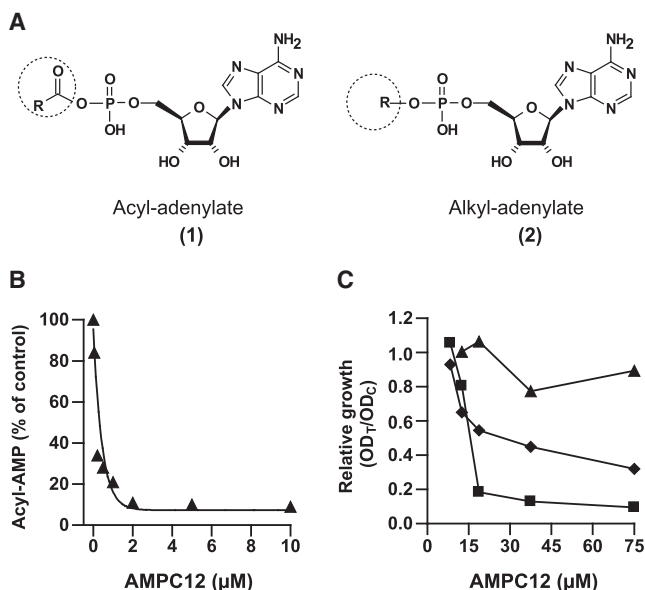 A
O
R
O
P
O
OH
O
O
HO
OH
N
N
N
N
NH2
Acyl-adenylate
(1)
R
O
P
O
OH
O
O
HO
OH
N
N
N
N
NH2
Alkyl-adenylate
(2)
B
Acyl-AMP (% of control)
100
80
60
40
20
0
0 2 4 6 8 10
AMPC12 (µM)
C
Relative growth
(ODT/ODC)
1.2
1.0
0.8
0.6
0.4
0.2
0.0
0 15 30 45 60 75
AMPC12 (µM)